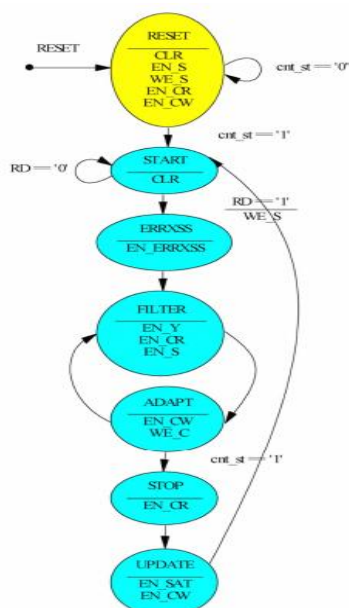 RESET
RESET
CLR
EN_S
WE_S
EN_CR
EN_CW
cnt_st == '0'
cnt_st == '1'
START
CLR
RD == '0'
RD == '1'
WE_S
ERRXSS
EN_ERRXSS
FILTER
EN_Y
EN_CR
EN_S
ADAPT
EN_CW
WE_C
cnt_st == '1'
STOP
EN_CR
UPDATE
EN_SAT
EN_CW